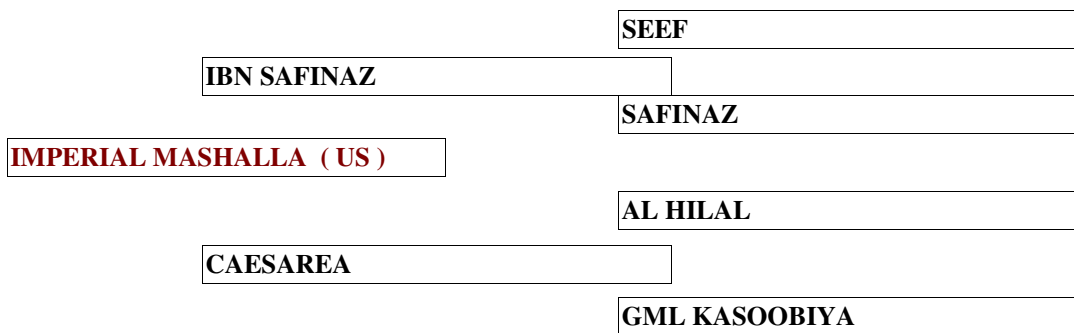 SEEF
IBN SAFINAZ
SAFINAZ
IMPERIAL MASHALLA ( US )
AL HILAL
CAESAREA
GML KASOOBIYA